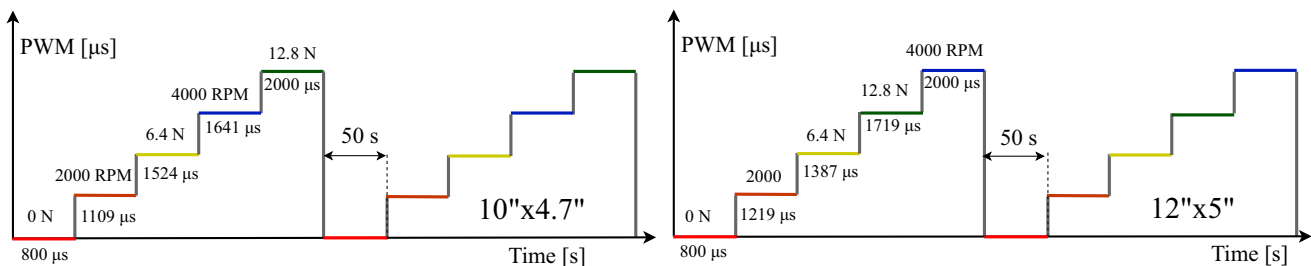 PWM [μs]
12.8 N
2000 μs
4000 RPM
1641 μs
6.4 N
1524 μs
50 s
2000 RPM
1109 μs
0 N
10"x4.7"
800 μs
Time [s]
PWM [μs]
4000 RPM
2000 μs
12.8 N
1719 μs
6.4 N
1387 μs
50 s
2000
1219 μs
0 N
12"x5"
800 μs
Time [s]